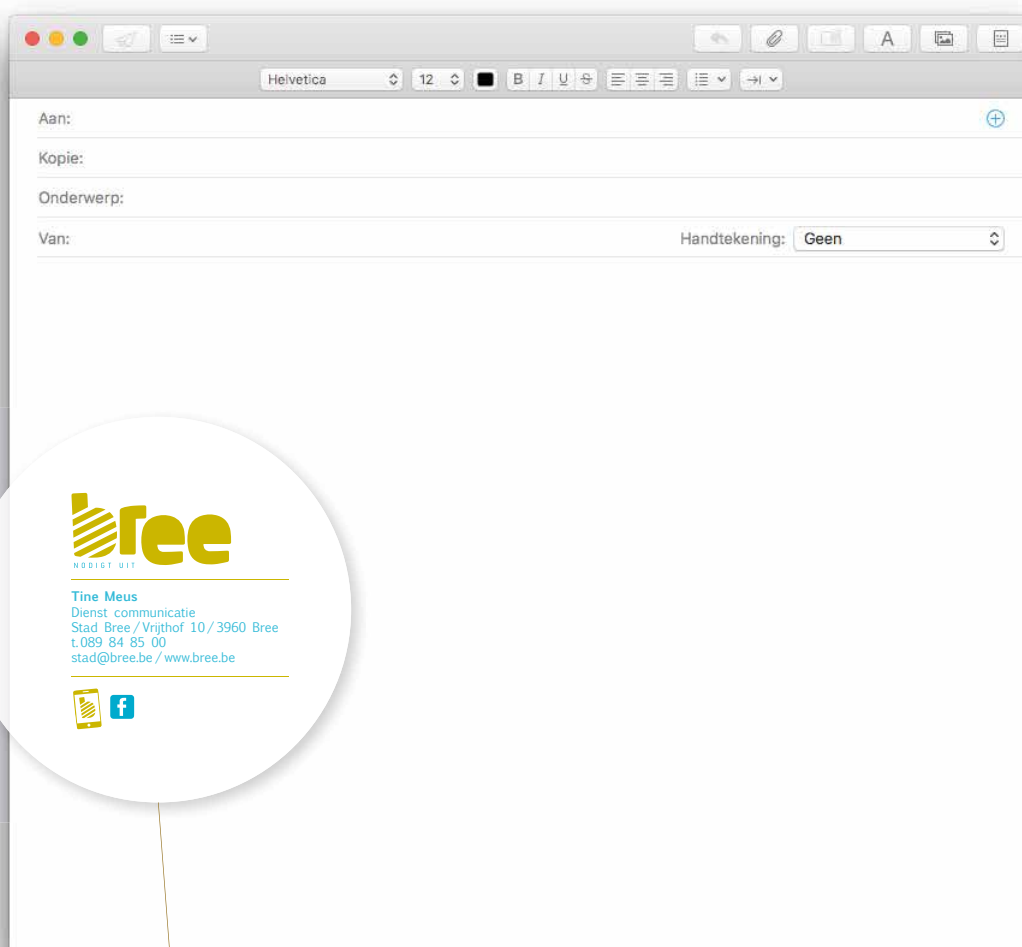 Helvetica 12 B I U S
A
Aan:
Kopie:
Onderwerp:
Van: Handtekening: Geen
bree
NODIGT UIT
Tine Meus
Dienst communicatie
Stad Bree / Vrijthof 10 / 3960 Bree
t. 089 84 85 00
stad@bree.be / www.bree.be
f